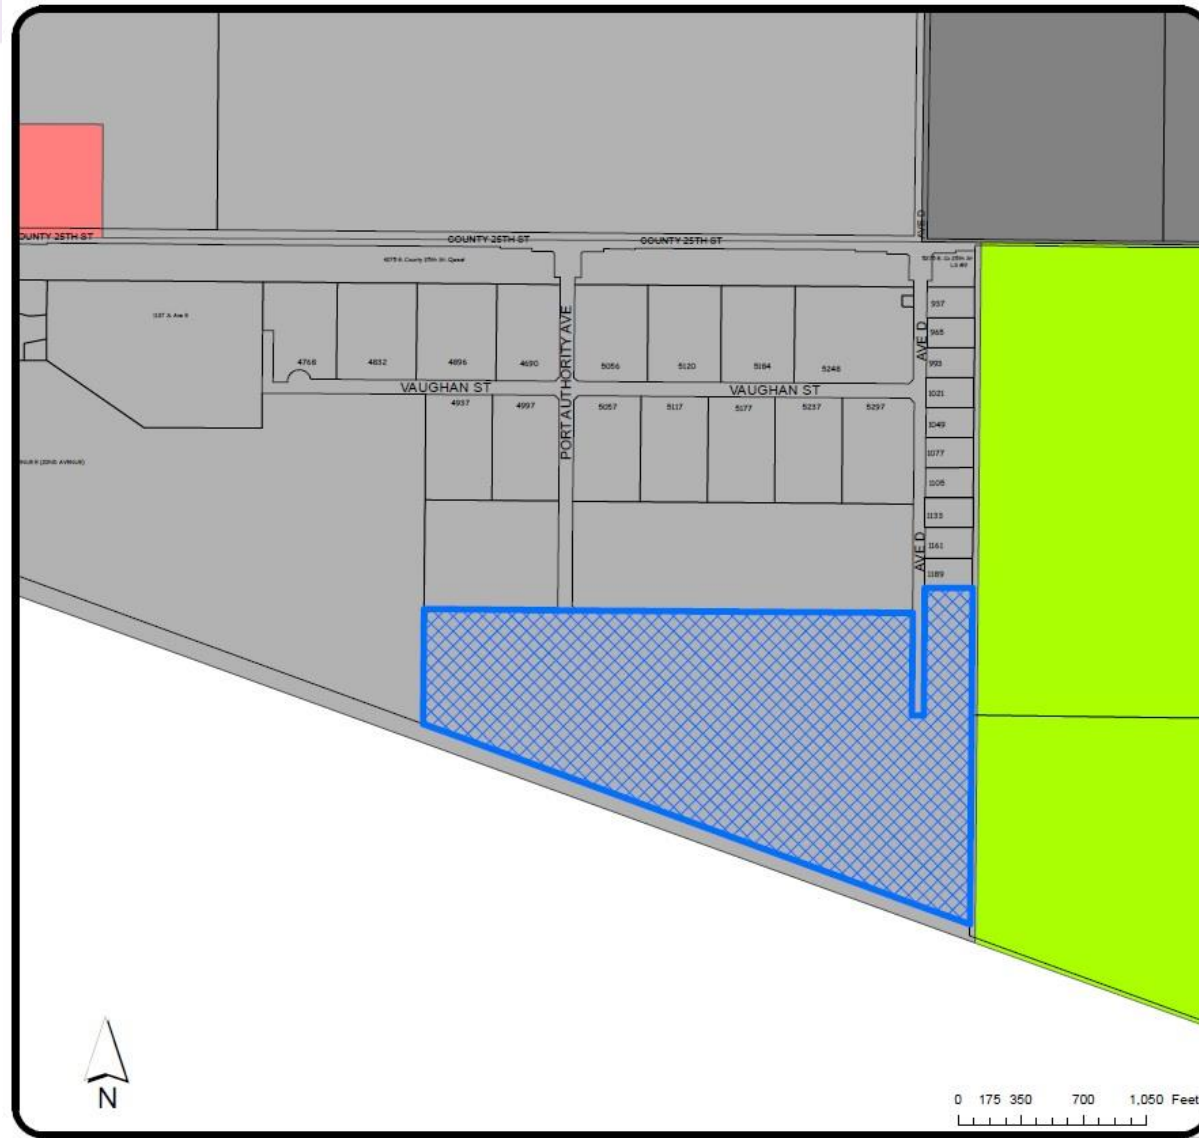 AVE D
COUNTY 25TH ST
COUNTY 25TH ST
COUNTY 25TH ST
937
965
993
AVE D
PORT AUTHORITY AVE
4768
4832
4896
4690
5056
5120
5184
5248
VAUGHAN ST
VAUGHAN ST
4937
4997
5057
5117
5177
5237
5297
1021
1049
1077
1105
1133
AVE D
1161
1189
N
0 175 350 700 1,050 Feet